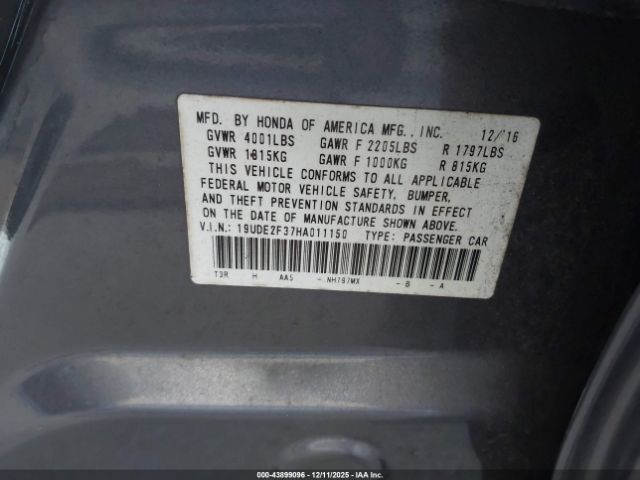 MFD. BY HONDA OF AMERICA MFG., INC. 12/16
GVWR 4001LBS GAWR F 2205LBS R 1797LBS
GVWR 1815KG GAWR F 1000KG R 815KG
THIS VEHICLE CONFORMS TO ALL APPLICABLE
FEDERAL MOTOR VEHICLE SAFETY, BUMPER,
AND THEFT PREVENTION STANDARDS IN EFFECT
ON THE DATE OF MANUFACTURE SHOWN ABOVE.
V.I.N.: 19UDE2F37HA011150 TYPE: PASSENGER CAR
T3R H AA5 - NH797MX - B - A
000-43899096 - 12/11/2025 - IAA Inc.